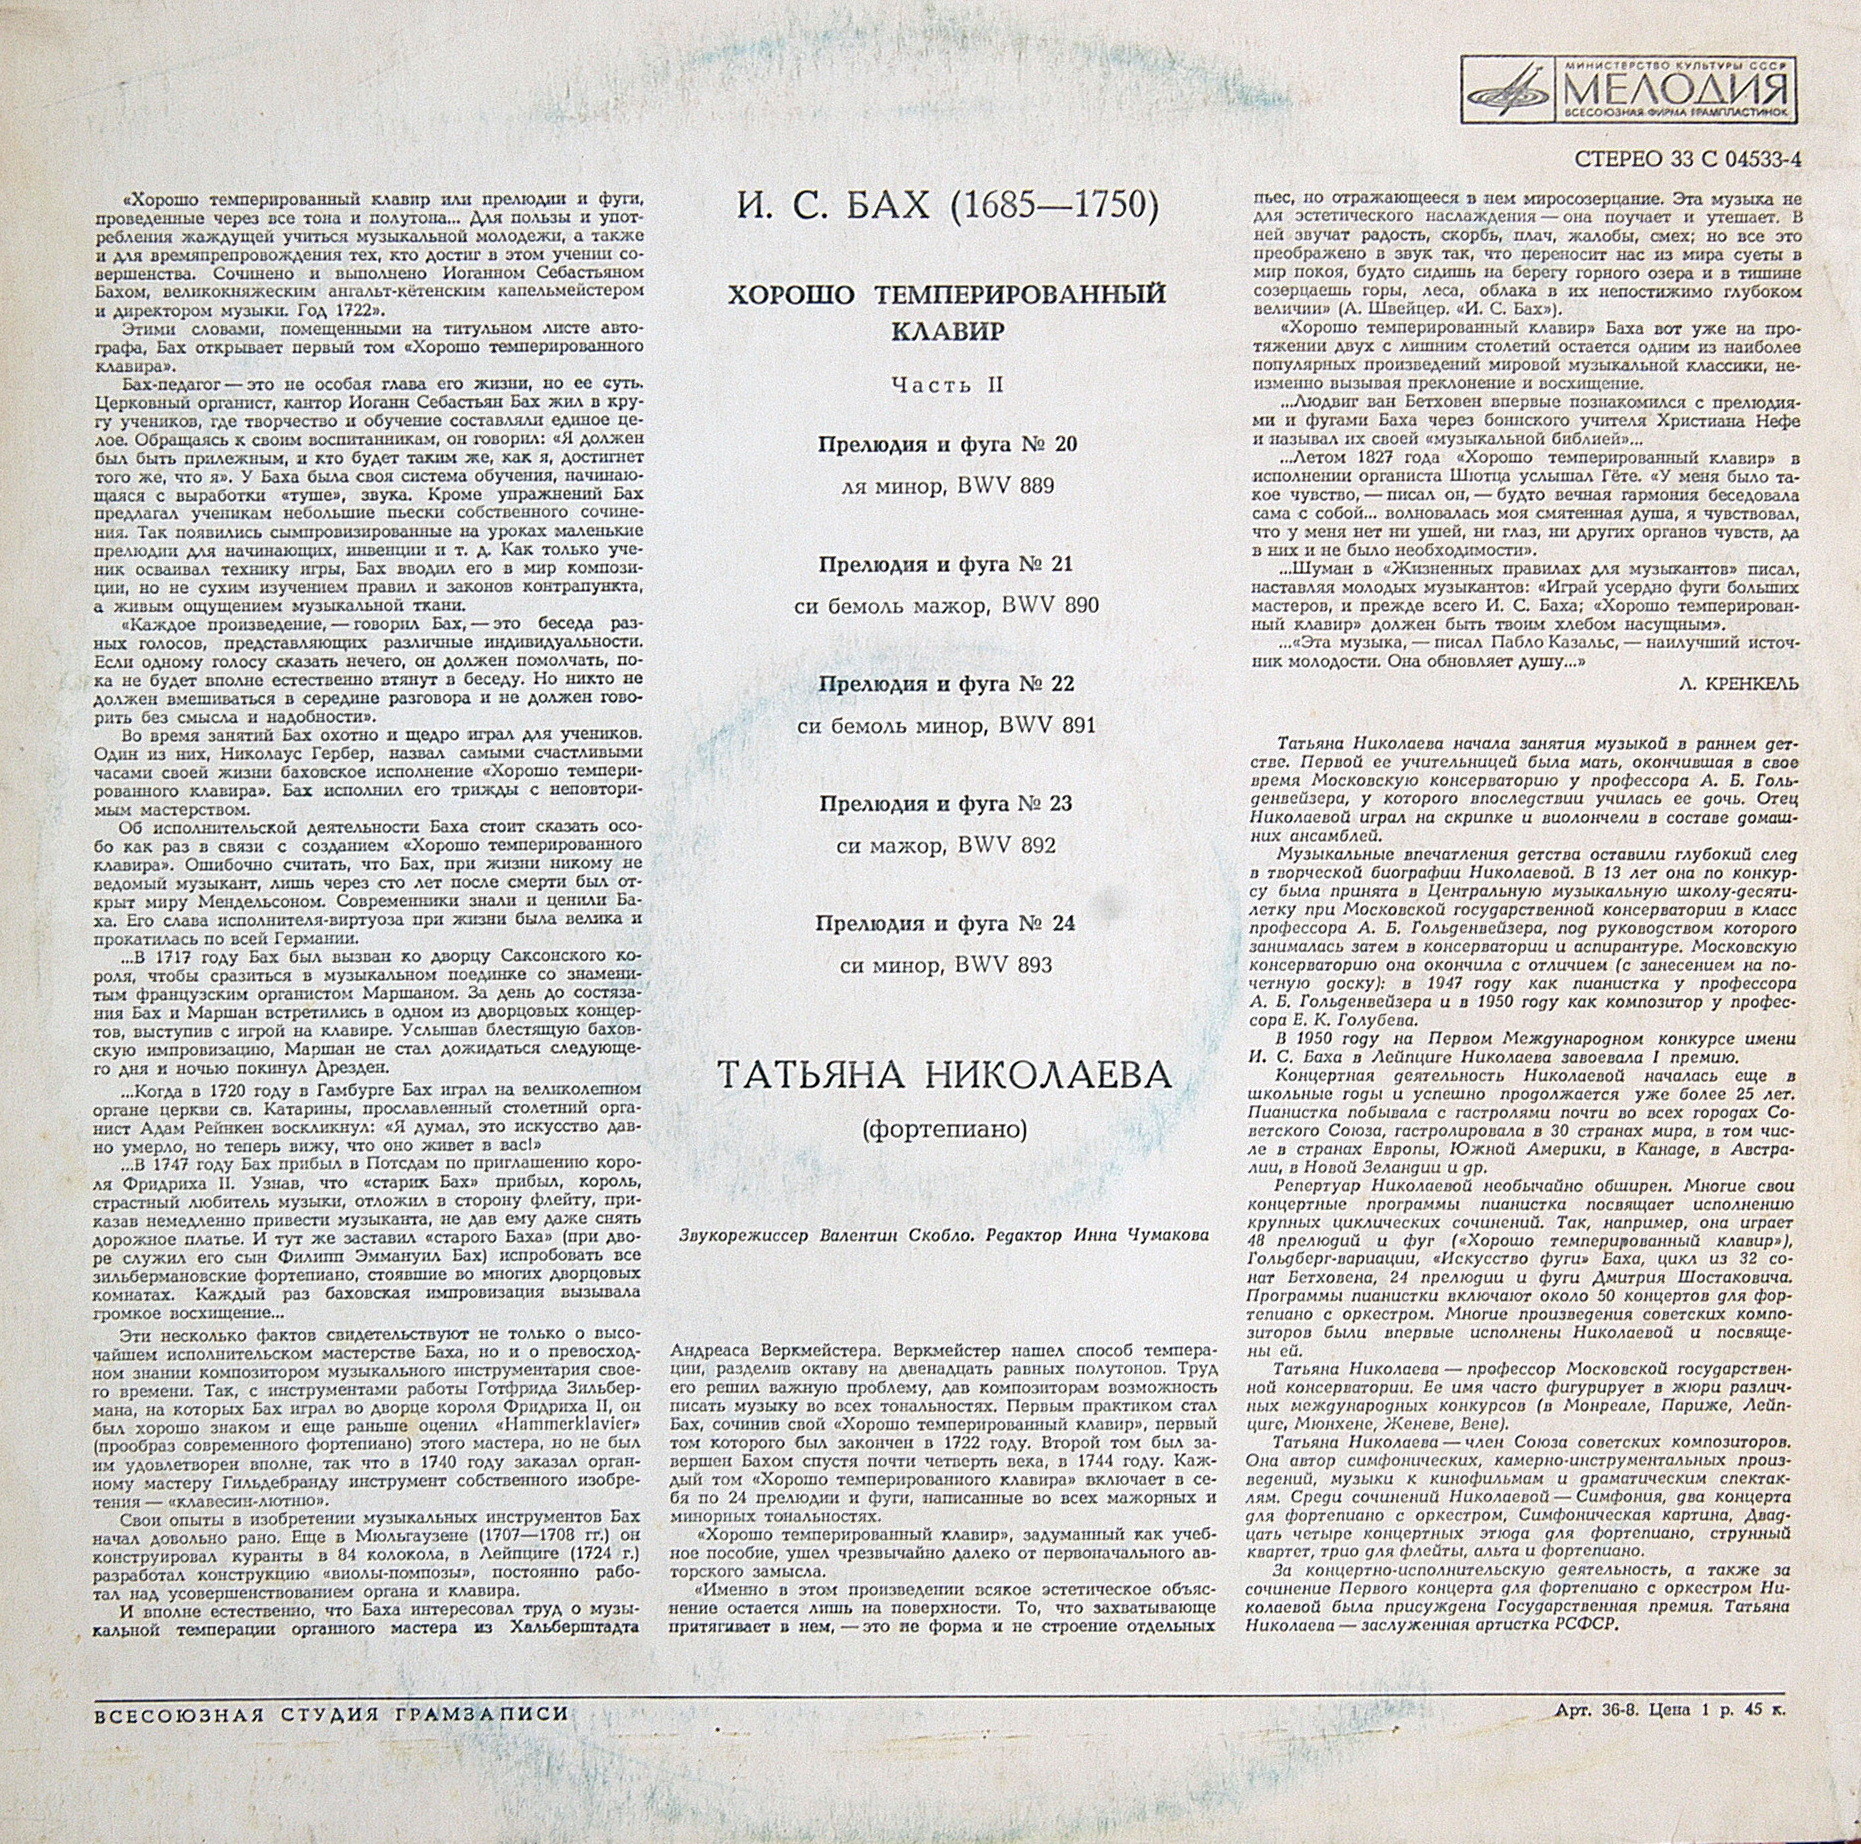 МИНИСТЕРСТВО КУЛЬТУРЫ СССР
МЕЛОДИЯ
ВСЕСОЮЗНАЯ ФИРМА ГРАМПЛАСТИНОК
СТЕРЕО 33 С 04533-4
«Хорошо темперированный клавир или прелюдии и фуги,
проведенные через все тона и полутона... Для пользы и упот-
ребления жаждущей учиться музыкальной молодежи, а также
и для времяпрепровождения тех, кто достиг в этом учении со-
вершенства. Сочинено и выполнено Иоганном Себастьяном
Бахом, великокняжеским ангальт-кётенским капельмейстером
и директором музыки. Год 1722».
Этими словами, помещенными на титульном листе авто-
графа, Бах открывает первый том «Хорошо темперированного
клавира».
Бах-педагог — это не особая глава его жизни, но ее суть.
Церковный органист, кантор Иоганн Себастьян Бах жил в кру-
гу учеников, где творчество и обучение составляли единое це-
лое. Обращаясь к своим воспитанникам, он говорил: «Я должен
был быть прилежным, и кто будет таким же, как я, достигнет
того же, что я». У Баха была своя система обучения, начинаю-
щаяся с выработки «туше», звука. Кроме упражнений Бах
предлагал ученикам небольшие пьески собственного сочине-
ния. Так появились сымпровизированные на уроках маленькие
прелюдии для начинающих, инвенции и т. д. Как только уче-
ник осваивал технику игры, Бах вводил его в мир компози-
ции, но не сухим изучением правил и законов контрапункта,
а живым ощущением музыкальной ткани.
«Каждое произведение, — говорил Бах, — это беседа раз-
ных голосов, представляющих различные индивидуальности.
Если одному голосу сказать нечего, он должен помолчать, по-
ка не будет вполне естественно втянут в беседу. Но никто не
должен вмешиваться в середине разговора и не должен гово-
рить без смысла и надобности».
Во время занятий Бах охотно и щедро играл для учеников.
Один из них, Николаус Гербер, назвал самыми счастливыми
часами своей жизни баховское исполнение «Хорошо темпери-
рованного клавира». Бах исполнил его трижды с неповтори-
мым мастерством.
Об исполнительской деятельности Баха стоит сказать осо-
бо как раз в связи с созданием «Хорошо темперированного
клавира». Ошибочно считать, что Бах, при жизни никому не
ведомый музыкант, лишь через сто лет после смерти был от-
крыт миру Мендельсоном. Современники знали и ценили Ба-
ха. Его слава исполнителя-виртуоза при жизни была велика и
прокатилась по всей Германии.
...В 1717 году Бах был вызван ко дворцу Саксонского ко-
роля, чтобы сразиться в музыкальном поединке со знамени-
тым французским органистом Маршаном. За день до состяза-
ния Бах и Маршан встретились в одном из дворцовых концер-
тов, выступив с игрой на клавире. Услышав блестящую бахов-
скую импровизацию, Маршан не стал дожидаться следующе-
го дня и ночью покинул Дрезден.
...Когда в 1720 году в Гамбурге Бах играл на великолепном
органе церкви св. Катарины, прославленный столетний орга-
нист Адам Рейнкен воскликнул: «Я думал, это искусство дав-
но умерло, но теперь вижу, что оно живет в вас!»
...В 1747 году Бах прибыл в Потсдам по приглашению коро-
ля Фридриха II. Узнав, что «старик Бах» прибыл, король,
страстный любитель музыки, отложил в сторону флейту, при-
казав немедленно привести музыканта, не дав ему даже снять
дорожное платье. И тут же заставил «старого Баха» (при дво-
ре служил его сын Филипп Эммануил Бах) испробовать все
зильбермановские фортепиано, стоявшие во многих дворцовых
комнатах. Каждый раз баховская импровизация вызывала
громкое восхищение...
Эти несколько фактов свидетельствуют не только о высо-
чайшем исполнительском мастерстве Баха, но и о превосход-
ном знании композитором музыкального инструментария свое-
го времени. Так, с инструментами работы Готфрида Зильбер-
мана, на которых Бах играл во дворце короля Фридриха II, он
был хорошо знаком и еще раньше оценил «Hammerklavier»
(прообраз современного фортепиано) этого мастера, но не был
им удовлетворен вполне, так что в 1740 году заказал орган-
ному мастеру Гильдебранду инструмент собственного изобре-
тения — «клавесин-лютню».
Свои опыты в изобретении музыкальных инструментов Бах
начал довольно рано. Еще в Мюльгаузене (1707—1708 гг.) он
конструировал куранты в 84 колокола, в Лейпциге (1724 г.)
разработал конструкцию «виолы-помпозы», постоянно рабо-
тал над усовершенствованием органа и клавира.
И вполне естественно, что Баха интересовал труд о музы-
кальной темперации органного мастера из Хальберштадта
И. С. БАХ (1685—1750)
ХОРОШО ТЕМПЕРИРОВАННЫЙ
КЛАВИР
Часть II
Прелюдия и фуга № 20
ля минор, BWV 889
Прелюдия и фуга № 21
си бемоль мажор, BWV 890
Прелюдия и фуга № 22
си бемоль минор, BWV 891
Прелюдия и фуга № 23
си мажор, BWV 892
Прелюдия и фуга № 24
си минор, BWV 893
ТАТЬЯНА НИКОЛАЕВА
(фортепиано)
Звукорежиссер Валентин Скобло. Редактор Инна Чумакова
Андреаса Веркмейстера. Веркмейстер нашел способ темпера-
ции, разделив октаву на двенадцать равных полутонов. Труд
его решил важную проблему, дав композиторам возможность
писать музыку во всех тональностях. Первым практиком стал
Бах, сочинив свой «Хорошо темперированный клавир», первый
том которого был закончен в 1722 году. Второй том был за-
вершен Бахом спустя почти четверть века, в 1744 году. Каж-
дый том «Хорошо темперированного клавира» включает в се-
бя по 24 прелюдии и фуги, написанные во всех мажорных и
минорных тональностях.
«Хорошо темперированный клавир», задуманный как учеб-
ное пособие, ушел чрезвычайно далеко от первоначального ав-
торского замысла.
«Именно в этом произведении всякое эстетическое объяс-
нение остается лишь на поверхности. То, что захватывающе
притягивает в нем, — это не форма и не строение отдельных
пьес, но отражающееся в нем миросозерцание. Эта музыка не
для эстетического наслаждения — она поучает и утешает. В
ней звучат радость, скорбь, плач, жалобы, смех; но все это
преображено в звук так, что переносит нас из мира суеты в
мир покоя, будто сидишь на берегу горного озера и в тишине
созерцаешь горы, леса, облака в их непостижимо глубоком
величии» (А. Швейцер. «И. С. Бах»).
«Хорошо темперированный клавир» Баха вот уже на про-
тяжении двух с лишним столетий остается одним из наиболее
популярных произведений мировой музыкальной классики, не-
изменно вызывая преклонение и восхищение.
...Людвиг ван Бетховен впервые познакомился с прелюдия-
ми и фугами Баха через боннского учителя Христиана Нефе
и называл их своей «музыкальной библией»...
...Летом 1827 года «Хорошо темперированный клавир» в
исполнении органиста Шютца услышал Гёте. «У меня было та-
кое чувство, — писал он, — будто вечная гармония беседовала
сама с собой... волновалась моя смятенная душа, я чувствовал,
что у меня нет ни ушей, ни глаз, ни других органов чувств, да
в них и не было необходимости».
...Шуман в «Жизненных правилах для музыкантов» писал,
наставляя молодых музыкантов: «Играй усердно фуги больших
мастеров, и прежде всего И. С. Баха; «Хорошо темперирован-
ный клавир» должен быть твоим хлебом насущным».
...«Эта музыка, — писал Пабло Казальс, — наилучший источ-
ник молодости. Она обновляет душу...»
Л. КРЕНКЕЛЬ
Татьяна Николаева начала занятия музыкой в раннем дет-
стве. Первой ее учительницей была мать, окончившая в свое
время Московскую консерваторию у профессора А. Б. Голь-
денвейзера, у которого впоследствии училась ее дочь. Отец
Николаевой играл на скрипке и виолончели в составе домаш-
них ансамблей.
Музыкальные впечатления детства оставили глубокий след
в творческой биографии Николаевой. В 13 лет она по конкур-
су была принята в Центральную музыкальную школу-десяти-
летку при Московской государственной консерватории в класс
профессора А. Б. Гольденвейзера, под руководством которого
занималась затем в консерватории и аспирантуре. Московскую
консерваторию она окончила с отличием (с занесением на по-
четную доску): в 1947 году как пианистка у профессора
А. Б. Гольденвейзера и в 1950 году как композитор у профес-
сора Е. К. Голубева.
В 1950 году на Первом Международном конкурсе имени
И. С. Баха в Лейпциге Николаева завоевала I премию.
Концертная деятельность Николаевой началась еще в
школьные годы и успешно продолжается уже более 25 лет.
Пианистка побывала с гастролями почти во всех городах Со-
ветского Союза, гастролировала в 30 странах мира, в том чис-
ле в странах Европы, Южной Америки, в Канаде, в Австра-
лии, в Новой Зеландии и др.
Репертуар Николаевой необычайно обширен. Многие свои
концертные программы пианистка посвящает исполнению
крупных циклических сочинений. Так, например, она играет
48 прелюдий и фуг («Хорошо темперированный клавир»),
Гольдберг-вариации, «Искусство фуги» Баха, цикл из 32 со-
нат Бетховена, 24 прелюдии и фуги Дмитрия Шостаковича.
Программы пианистки включают около 50 концертов для фор-
тепиано с оркестром. Многие произведения советских компо-
зиторов были впервые исполнены Николаевой и посвяще-
ны ей.
Татьяна Николаева — профессор Московской государствен-
ной консерватории. Ее имя часто фигурирует в жюри различ-
ных международных конкурсов (в Монреале, Париже, Лейп-
циге, Мюнхене, Женеве, Вене).
Татьяна Николаева — член Союза советских композиторов.
Она автор симфонических, камерно-инструментальных произ-
ведений, музыки к кинофильмам и драматическим спектак-
лям. Среди сочинений Николаевой — Симфония, два концерта
для фортепиано с оркестром, Симфоническая картина, Двад-
цать четыре концертных этюда для фортепиано, струнный
квартет, трио для флейты, альта и фортепиано.
За концертно-исполнительскую деятельность, а также за
сочинение Первого концерта для фортепиано с оркестром Ни-
колаевой была присуждена Государственная премия. Татьяна
Николаева — заслуженная артистка РСФСР.
ВСЕСОЮЗНАЯ СТУДИЯ ГРАМЗАПИСИ
Арт. 36-8. Цена 1 р. 45 к.